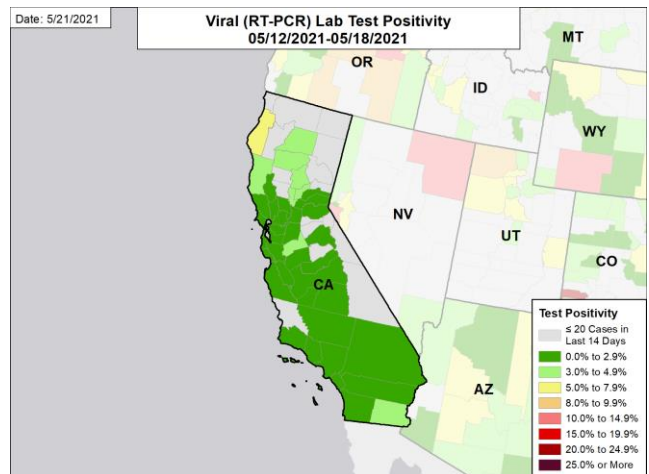 Date: 5/21/2021
Viral (RT-PCR) Lab Test Positivity
05/12/2021-05/18/2021
MT
OR
ID
WY
NV
UT
CO
CA
AZ
Test Positivity
≤ 20 Cases in
Last 14 Days
0.0% to 2.9%
3.0% to 4.9%
5.0% to 7.9%
8.0% to 9.9%
10.0% to 14.9%
15.0% to 19.9%
20.0% to 24.9%
25.0% or More